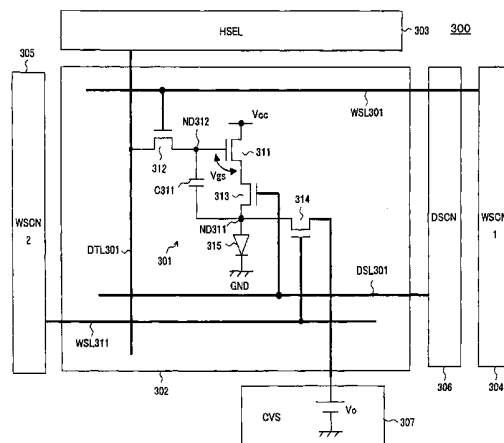 305
HSEL
303
300
WSL301
ND312
VCC
311
312
Vgs
C311
313
314
WSCN
2
DSCN
WSCN
1
ND311
DTL301
301
315
DSL301
GND
WSL311
302
306
304
CVS
Vo
307